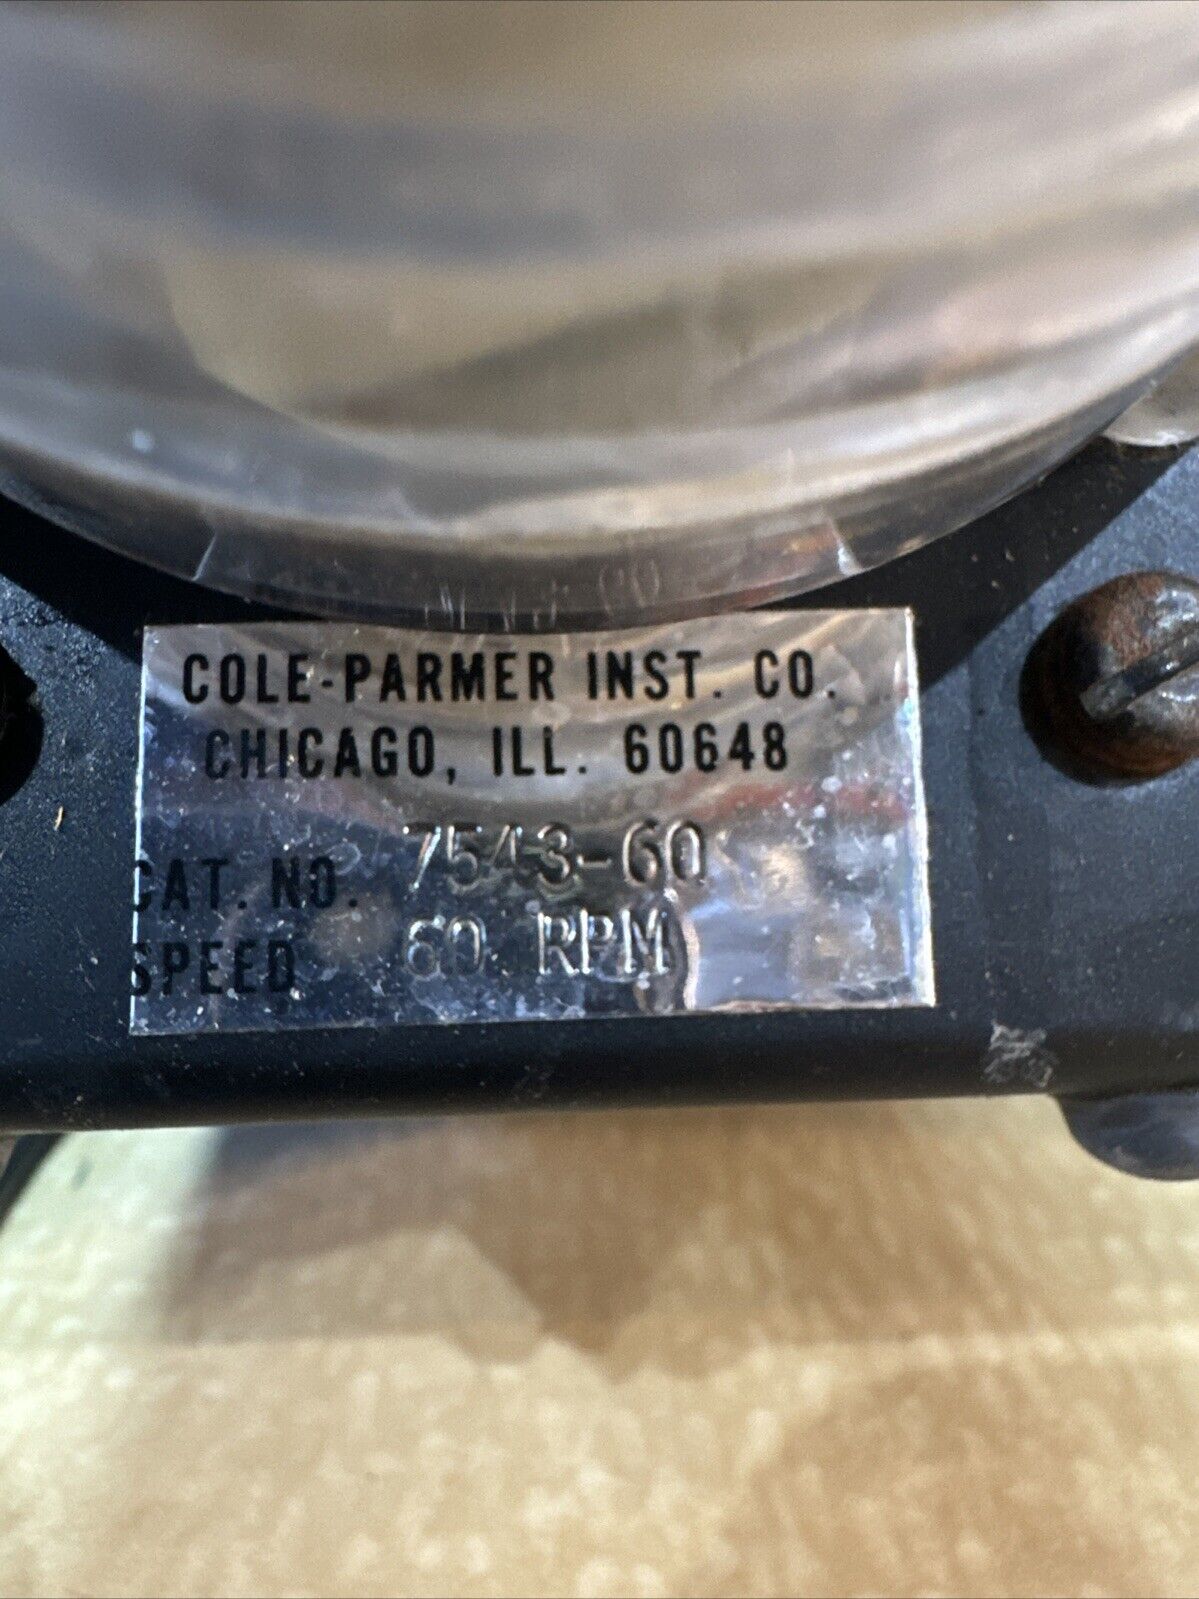 COLE-PARMER INST. CO.
CHICAGO, ILL. 60648
CAT. NO. 7543-60
SPEED 60 RPM